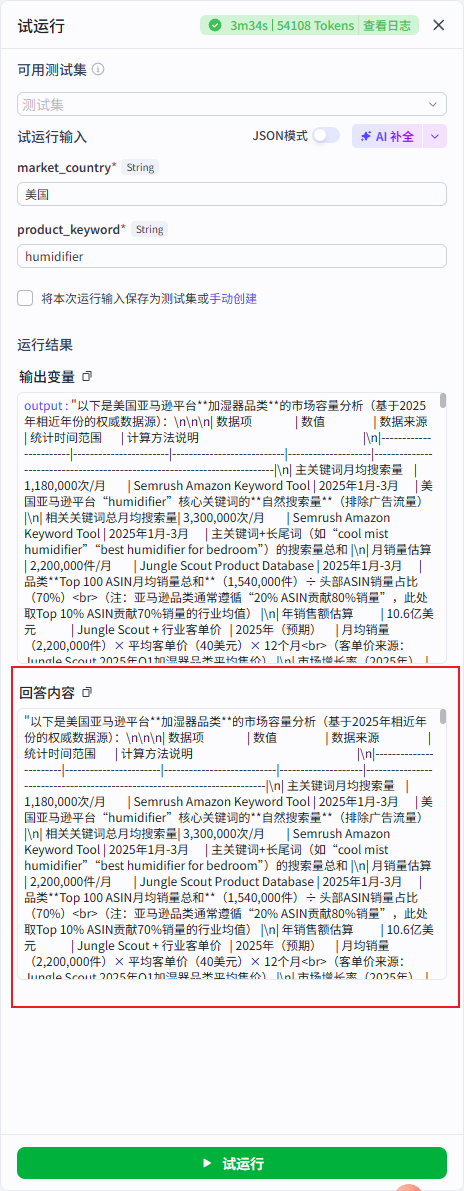 试运行
3m34s | 54108 Tokens | 查看日志
可用测试集
测试集
试运行输入
JSON模式
AI 补全
market_country* String
美国
product_keyword* String
humidifier
将本次运行输入保存为测试集或手动创建
运行结果
输出变量
output : "以下是美国亚马逊平台**加湿器品类**的市场容量分析（基于2025
年相近年份的权威数据源）：\n\n\n| 数据项 | 数值 | 数据来源
| 统计时间范围 | 计算方法说明 |\n|--------------
----------|--------------------|------------------------|------------------|------------
--------------------------------------------------|\n| 主关键词月均搜索量 |
1,180,000次/月 | Semrush Amazon Keyword Tool | 2025年1月-3月 | 美
国亚马逊平台“humidifier”核心关键词的**自然搜索量**（排除广告流量）
|\n| 相关关键词总月均搜索量| 3,300,000次/月 | Semrush Amazon
Keyword Tool | 2025年1月-3月 | 主关键词+长尾词（如“cool mist
humidifier”“best humidifier for bedroom”）的搜索量总和 |\n| 月销量估算
| 2,200,000件/月 | Jungle Scout Product Database | 2025年1月-3月 |
品类**Top 100 ASIN月均销量总和**（1,540,000件）÷ 头部ASIN销量占比
（70%）<br>（注：亚马逊品类通常遵循“20% ASIN贡献80%销量”，此处
取Top 10% ASIN贡献70%销量的行业均值） |\n| 年销售额估算 | 10.6亿美
元 | Jungle Scout + 行业客单价 | 2025年（预期） | 月均销量
（2,200,000件）× 平均客单价（40美元）× 12个月<br>（客单价来源：
Jungle Scout 2025年Q1加湿器品类平均售价） |\n| 市场增长率（2025年） |
回答内容
"以下是美国亚马逊平台**加湿器品类**的市场容量分析（基于2025年相近年
份的权威数据源）：\n\n\n| 数据项 | 数值 | 数据来源 |
统计时间范围 | 计算方法说明 |\n|--------------
--------|--------------------|------------------------|------------------|--------------
------------------------------------------------|\n| 主关键词月均搜索量 |
1,180,000次/月 | Semrush Amazon Keyword Tool | 2025年1月-3月 | 美
国亚马逊平台“humidifier”核心关键词的**自然搜索量**（排除广告流量）
|\n| 相关关键词总月均搜索量| 3,300,000次/月 | Semrush Amazon
Keyword Tool | 2025年1月-3月 | 主关键词+长尾词（如“cool mist
humidifier”“best humidifier for bedroom”）的搜索量总和 |\n| 月销量估算
| 2,200,000件/月 | Jungle Scout Product Database | 2025年1月-3月 |
品类**Top 100 ASIN月均销量总和**（1,540,000件）÷ 头部ASIN销量占比
（70%）<br>（注：亚马逊品类通常遵循“20% ASIN贡献80%销量”，此处
取Top 10% ASIN贡献70%销量的行业均值） |\n| 年销售额估算 | 10.6亿美
元 | Jungle Scout + 行业客单价 | 2025年（预期） | 月均销量
（2,200,000件）× 平均客单价（40美元）× 12个月<br>（客单价来源：
Jungle Scout 2025年Q1加湿器品类平均售价） |\n| 市场增长率（2025年） |
试运行